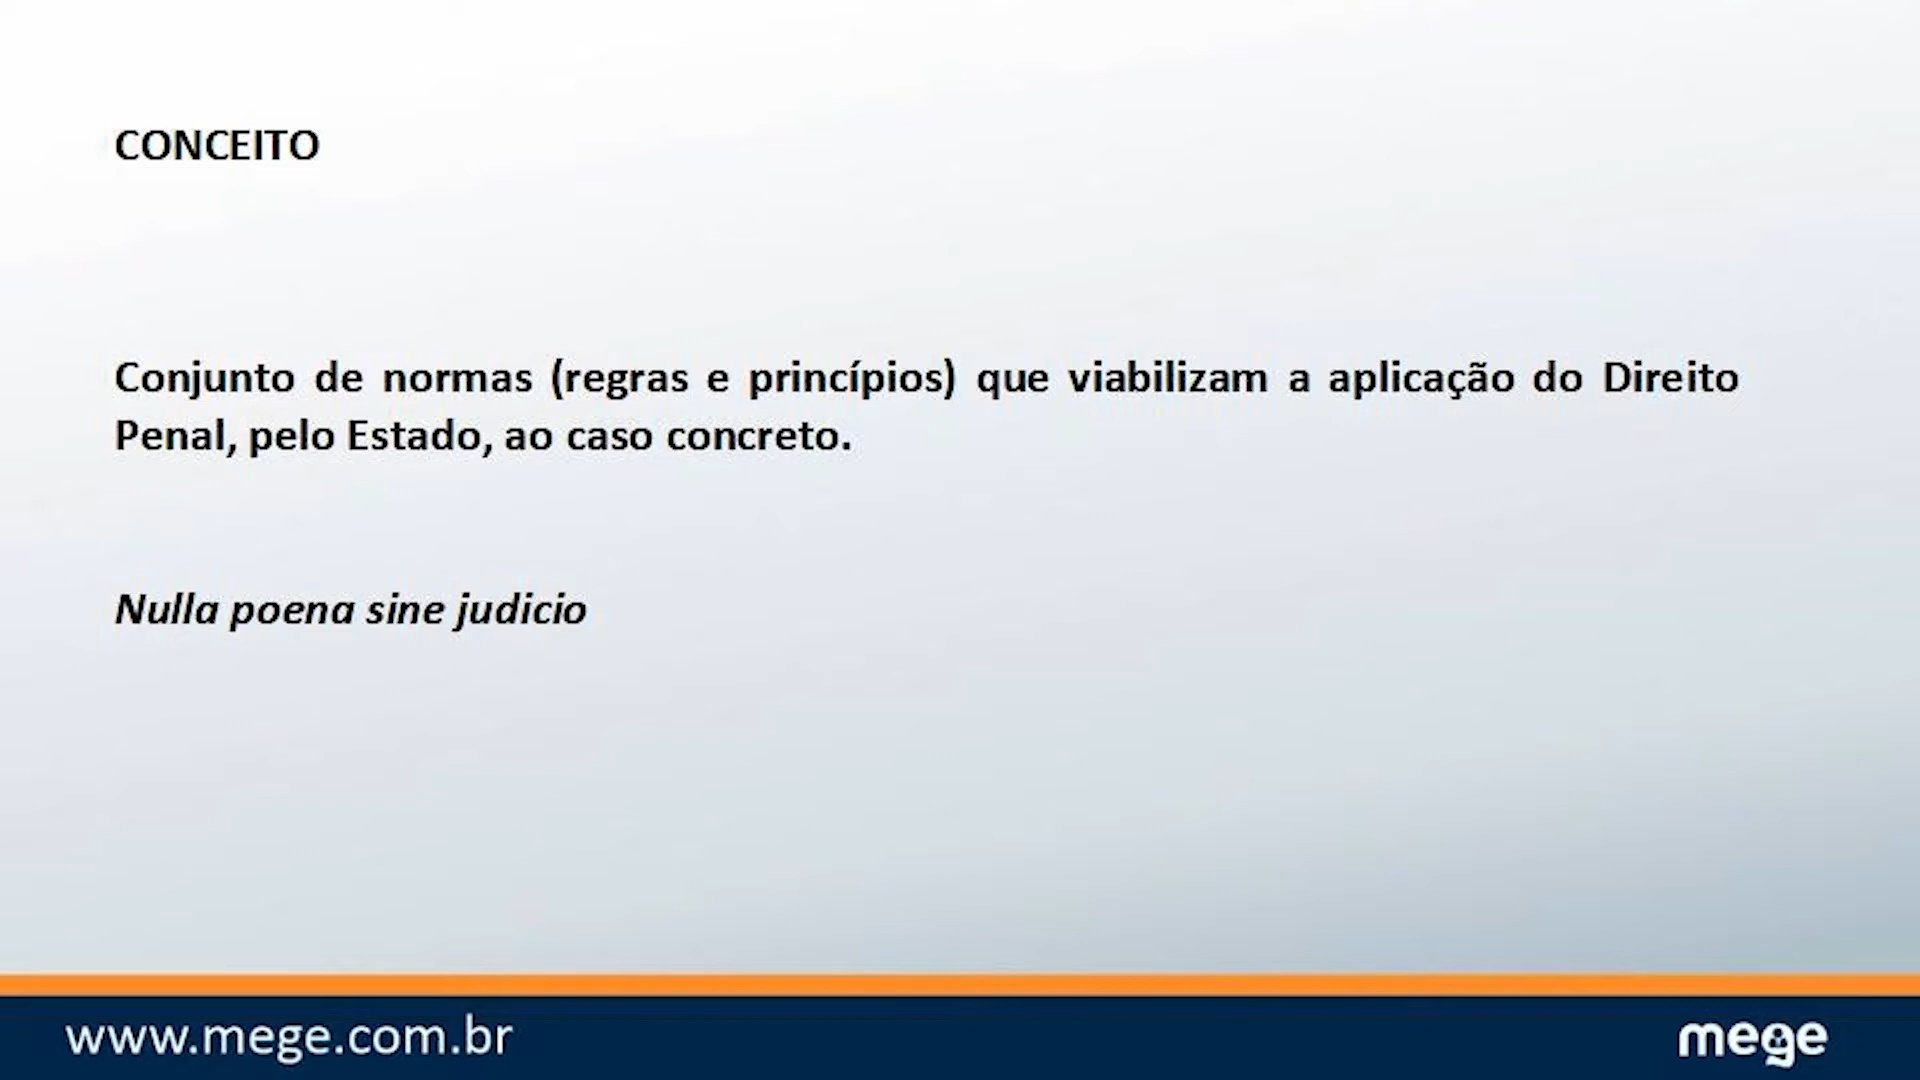 CONCEITO
Conjunto de normas (regras e princípios) que viabilizam a aplicação do Direito
Penal, pelo Estado, ao caso concreto.
Nulla poena sine judicio
www.mege.com.br
mege